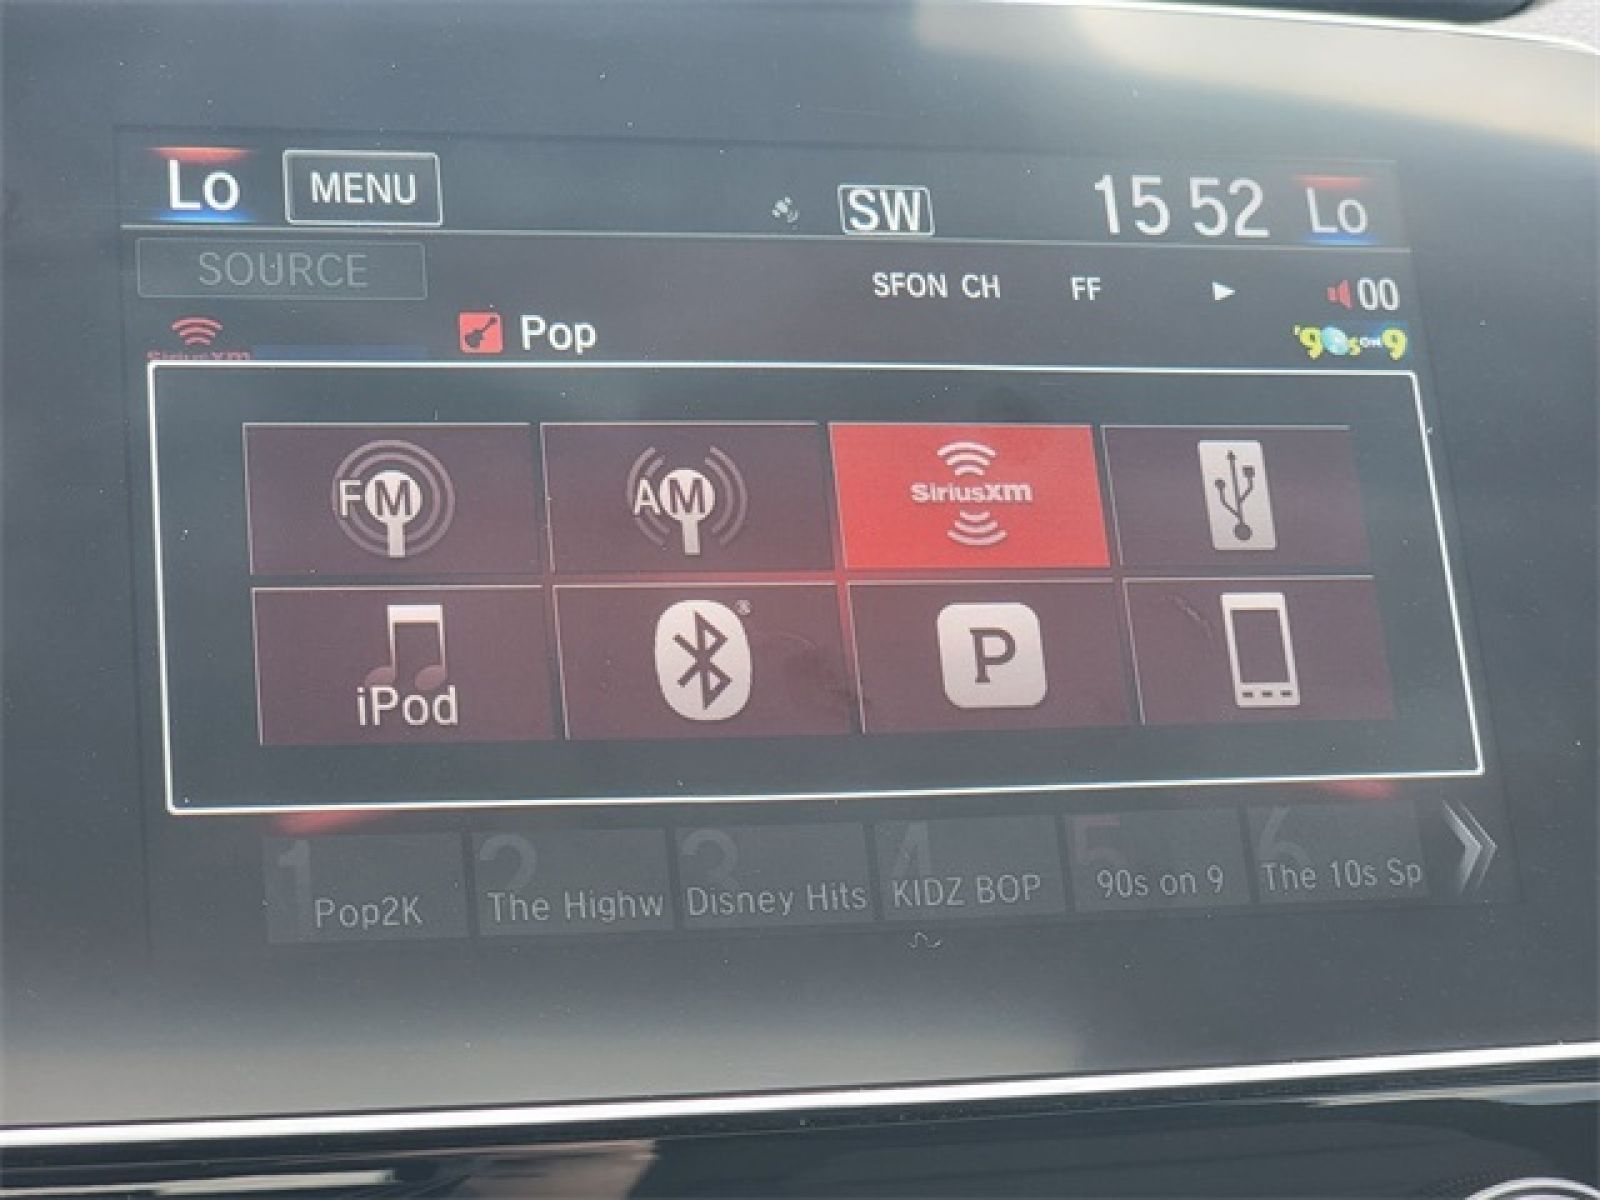 Lo MENU SW 15 52 Lo
SOURCE SFON CH FF 00
SiriusXM Pop '90s ON 9
FM AM SiriusXM
iPod ® P
1 2 3 4 5 6
Pop2K The Highw Disney Hits KIDZ BOP 90s on 9 The 10s Sp